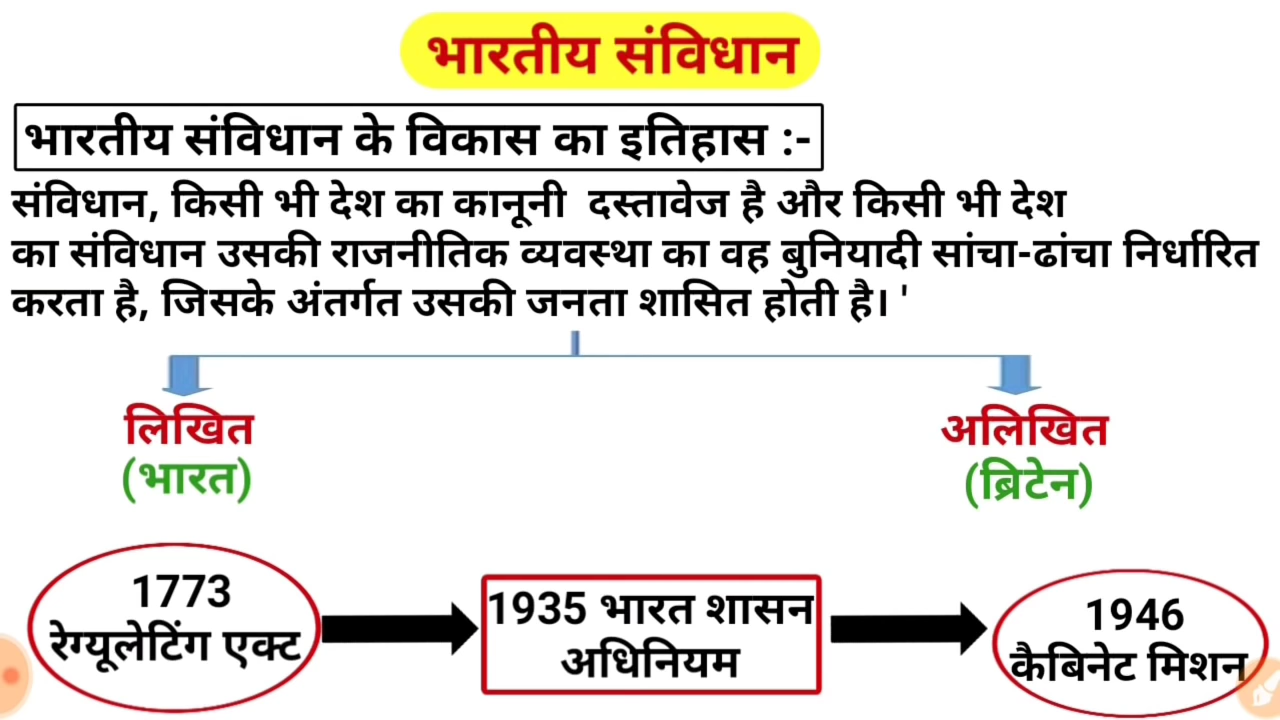 भारतीय संविधान
भारतीय संविधान के विकास का इतिहास :-
संविधान, किसी भी देश का कानूनी दस्तावेज है और किसी भी देश
का संविधान उसकी राजनीतिक व्यवस्था का वह बुनियादी सांचा-ढांचा निर्धारित
करता है, जिसके अंतर्गत उसकी जनता शासित होती है। '
लिखित
(भारत)
अलिखित
(ब्रिटेन)
1773
रेग्यूलेटिंग एक्ट
1935 भारत शासन
अधिनियम
1946
कैबिनेट मिशन